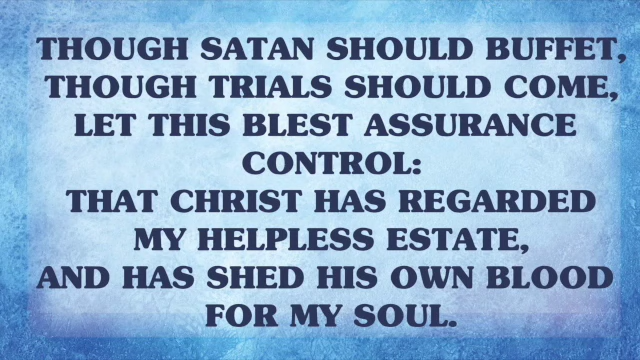 THOUGH SATAN SHOULD BUFFET,
THOUGH TRIALS SHOULD COME,
LET THIS BLEST ASSURANCE
CONTROL:
THAT CHRIST HAS REGARDED
MY HELPLESS ESTATE,
AND HAS SHED HIS OWN BLOOD
FOR MY SOUL.